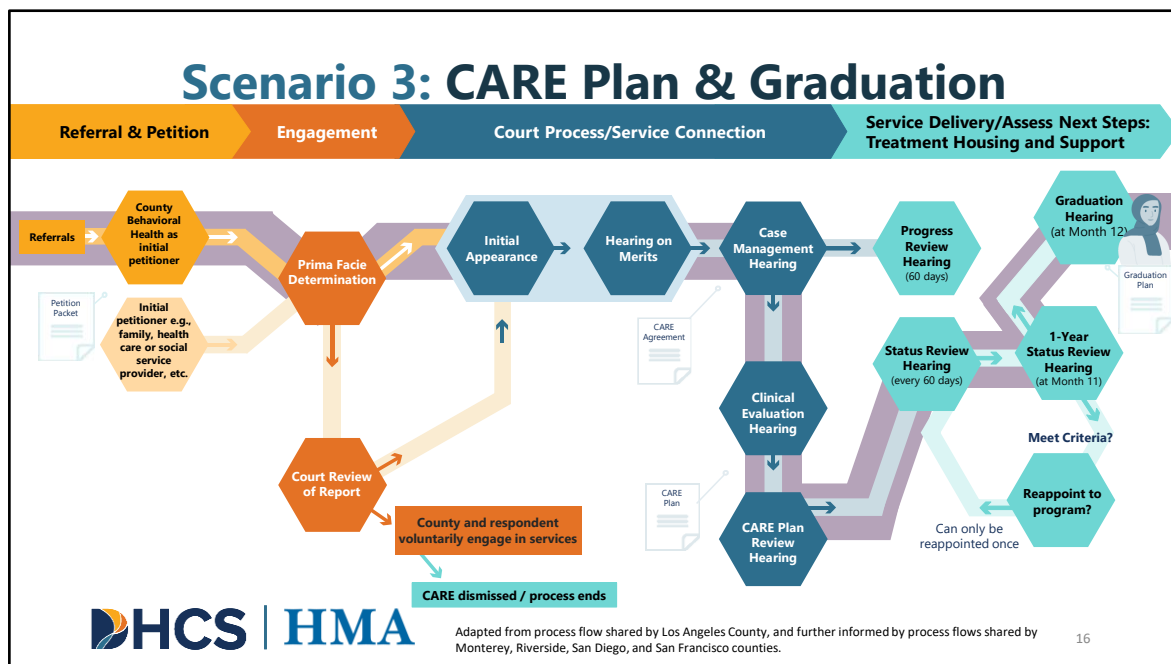 Scenario 3: CARE Plan & Graduation
Referral & Petition
Engagement
Court Process/Service Connection
Service Delivery/Assess Next Steps:
Treatment Housing and Support
Referrals
County
Behavioral
Health as
initial
petitioner
Petition
Packet
Initial
petitioner e.g.,
family, health
care or social
service
provider, etc.
Prima Facie
Determination
Court Review
of Report
County and respondent
voluntarily engage in services
CARE dismissed / process ends
Initial
Appearance
Hearing on
Merits
CARE
Agreement
Case
Management
Hearing
Clinical
Evaluation
Hearing
CARE
Plan
CARE Plan
Review
Hearing
Progress
Review
Hearing
(60 days)
Status Review
Hearing
(every 60 days)
Graduation
Hearing
(at Month 12)
Graduation
Plan
1-Year
Status Review
Hearing
(at Month 11)
Meet Criteria?
Reappoint to
program?
Can only be
reappointed once
DHCS
HMA
Adapted from process flow shared by Los Angeles County, and further informed by process flows shared by
Monterey, Riverside, San Diego, and San Francisco counties.
16